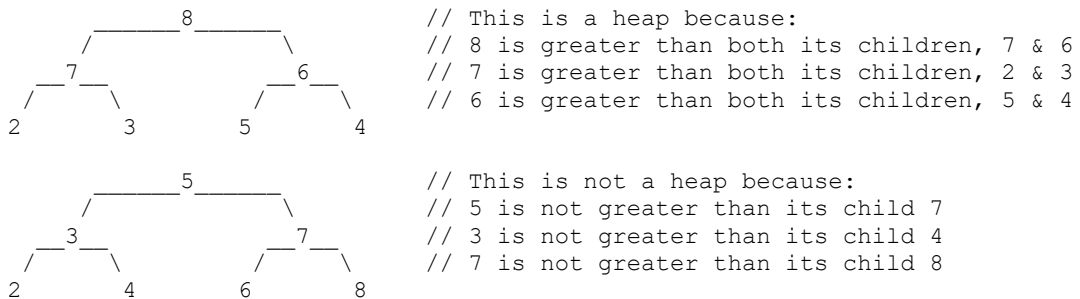 8 // This is a heap because:
// 8 is greater than both its children, 7 & 6
7 6 // 7 is greater than both its children, 2 & 3
// 6 is greater than both its children, 5 & 4
2 3 5 4
5 // This is not a heap because:
// 5 is not greater than its child 7
3 7 // 3 is not greater than its child 4
// 7 is not greater than its child 8
2 4 6 8